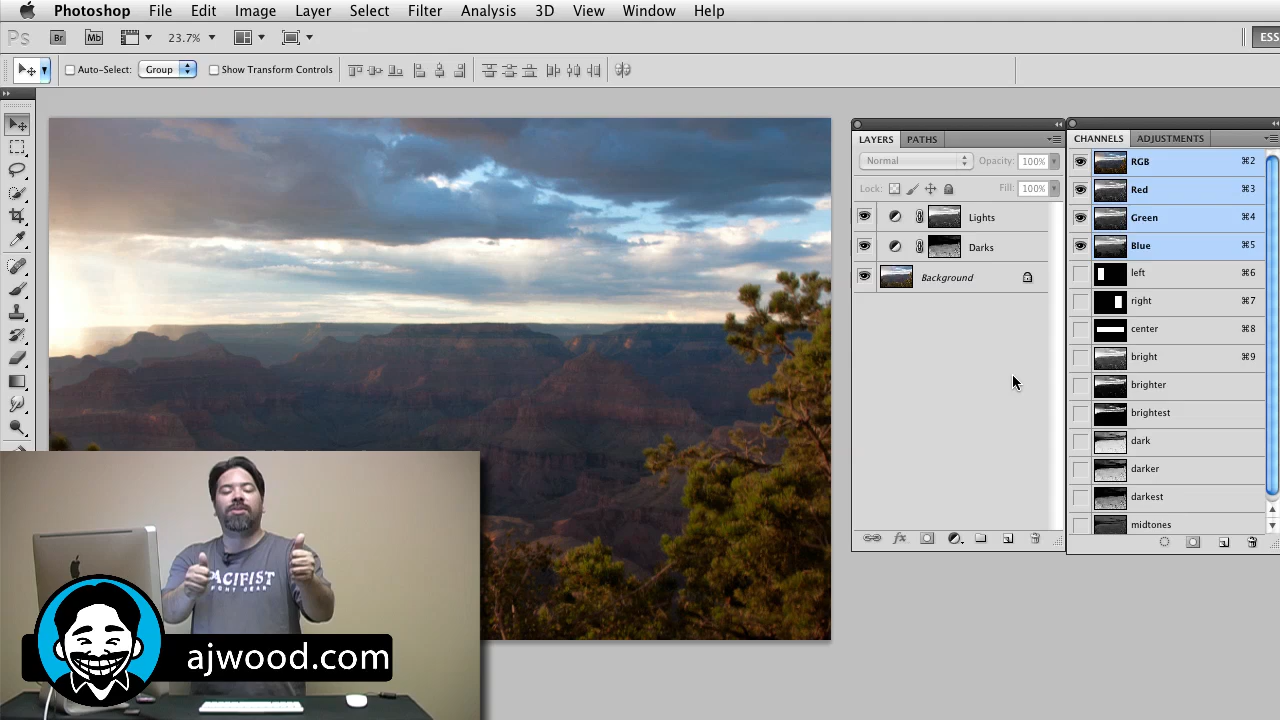 Photoshop File Edit Image Layer Select Filter Analysis 3D View Window Help
Ps Br Mb 23.7% ESS
Auto-Select: Group Show Transform Controls
LAYERS PATHS
Normal Opacity: 100%
Lock: Fill: 100%
Lights
Darks
Background
CHANNELS ADJUSTMENTS
RGB ⌘2
Red ⌘3
Green ⌘4
Blue ⌘5
left ⌘6
right ⌘7
center ⌘8
bright ⌘9
brighter
brightest
dark
darker
darkest
midtones
fx
PACIFIST
FONT GEAR
ajwood.com